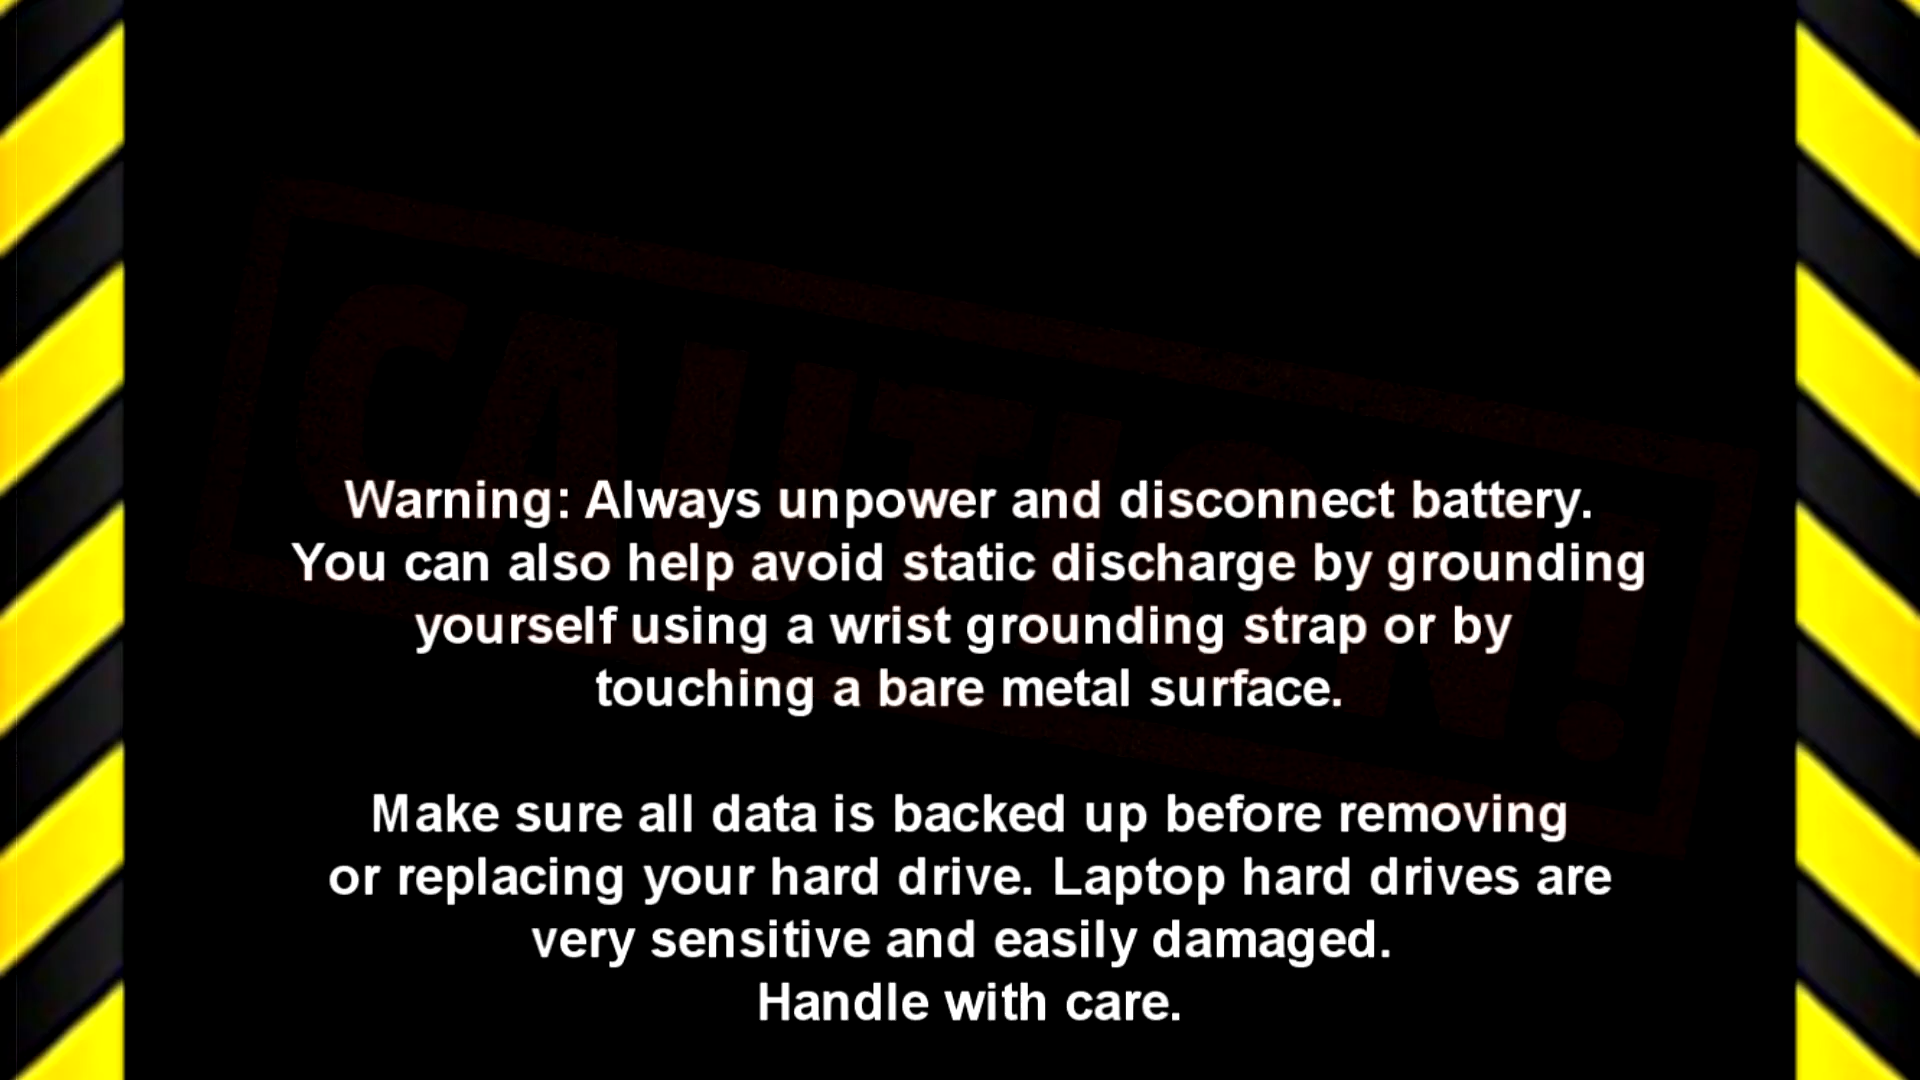 CAUTION!
Warning: Always unpower and disconnect battery.
You can also help avoid static discharge by grounding
yourself using a wrist grounding strap or by
touching a bare metal surface.
Make sure all data is backed up before removing
or replacing your hard drive. Laptop hard drives are
very sensitive and easily damaged.
Handle with care.